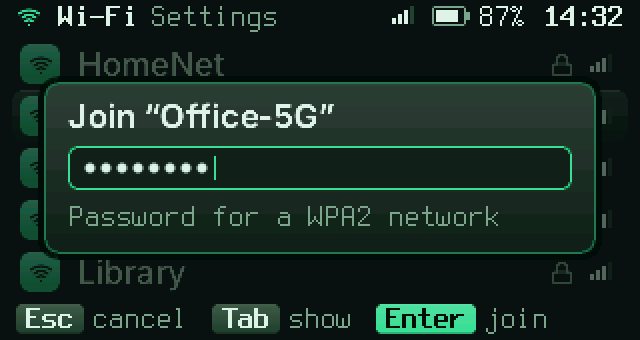 Wi-Fi Settings 87% 14:32
HomeNet
Join “Office-5G”
••••••••
Password for a WPA2 network
Library
Esc cancel Tab show Enter join